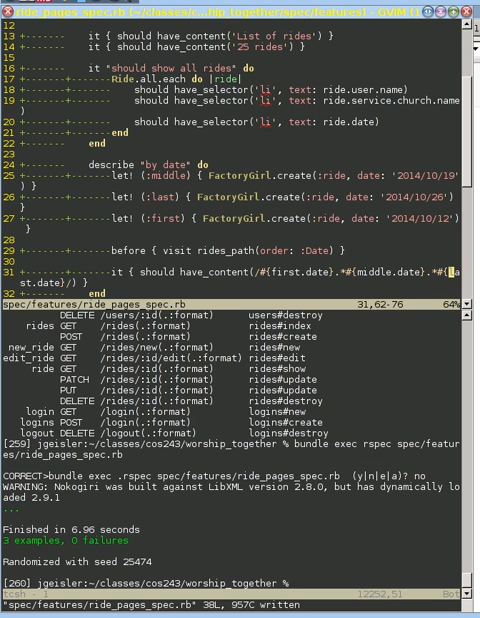 ride_pages_spec.rb (~/classes/c...hip_together/spec/features) - GVIM
12
13 +------- it { should have_content('List of rides') }
14 +------- it { should have_content('25 rides') }
15
16 +------- it "should show all rides" do
17 +-------+-------Ride.all.each do |ride|
18 +-------+------- should have_selector('li', text: ride.user.name)
19 +-------+------- should have_selector('li', text: ride.service.church.name
)
20 +-------+------- should have_selector('li', text: ride.date)
21 +-------+-------end
22 +------- end
23
24 +------- describe "by date" do
25 +-------+-------let! (:middle) { FactoryGirl.create(:ride, date: '2014/10/19'
) }
26 +-------+-------let! (:last) { FactoryGirl.create(:ride, date: '2014/10/26')
}
27 +-------+-------let! (:first) { FactoryGirl.create(:ride, date: '2014/10/12')
}
28
29 +-------+-------before { visit rides_path(order: :Date) }
30
31 +-------+-------it { should have_content(/#{first.date}.*#{middle.date}.*#{la
st.date}/) }
32 +------- end
spec/features/ride_pages_spec.rb 31,62-76 64%
DELETE /users/:id(.:format) users#destroy
rides GET /rides(.:format) rides#index
POST /rides(.:format) rides#create
new_ride GET /rides/new(.:format) rides#new
edit_ride GET /rides/:id/edit(.:format) rides#edit
ride GET /rides/:id(.:format) rides#show
PATCH /rides/:id(.:format) rides#update
PUT /rides/:id(.:format) rides#update
DELETE /rides/:id(.:format) rides#destroy
login GET /login(.:format) logins#new
logins POST /login(.:format) logins#create
logout GET /logout(.:format) logins#destroy
[259] jgeisler:~/classes/cos243/worship_together % bundle exec rspec spec/featur
es/ride_pages_spec.rb
CORRECT>bundle exec .rspec spec/features/ride_pages_spec.rb (y|n|e|a)? no
WARNING: Nokogiri was built against LibXML version 2.8.0, but has dynamically lo
aded 2.9.1
...
Finished in 6.96 seconds
3 examples, 0 failures
Randomized with seed 25474
[260] jgeisler:~/classes/cos243/worship_together %
tcsh - 1 12252,51 Bot
"spec/features/ride_pages_spec.rb" 38L, 957C written